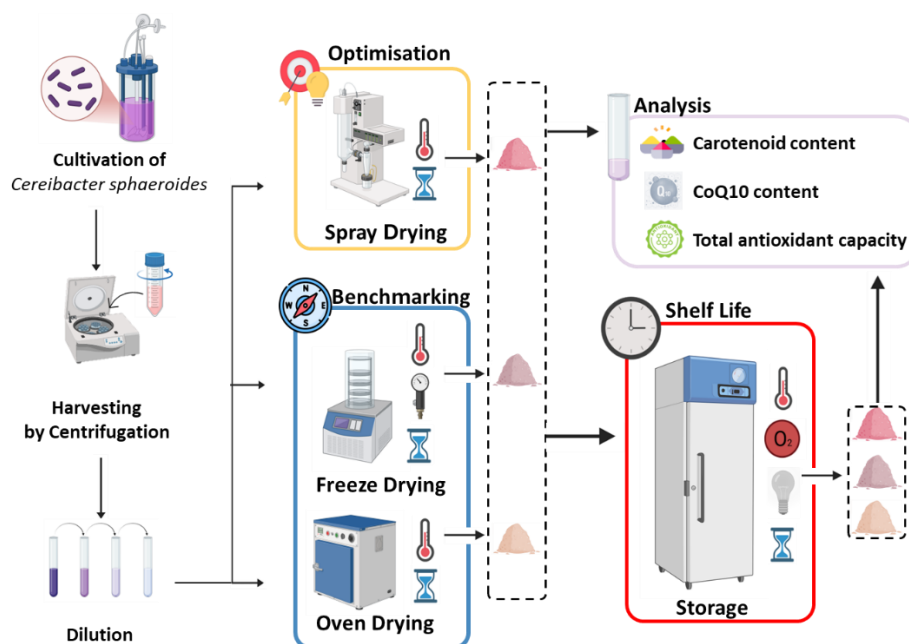 Cultivation of
Cereibacter sphaeroides
Harvesting
by Centrifugation
Dilution
Optimisation
Spray Drying
N
W E
S
Benchmarking
Freeze Drying
Oven Drying
Analysis
Carotenoid content
CoQ10 content
Total antioxidant capacity
Shelf Life
O₂
Storage